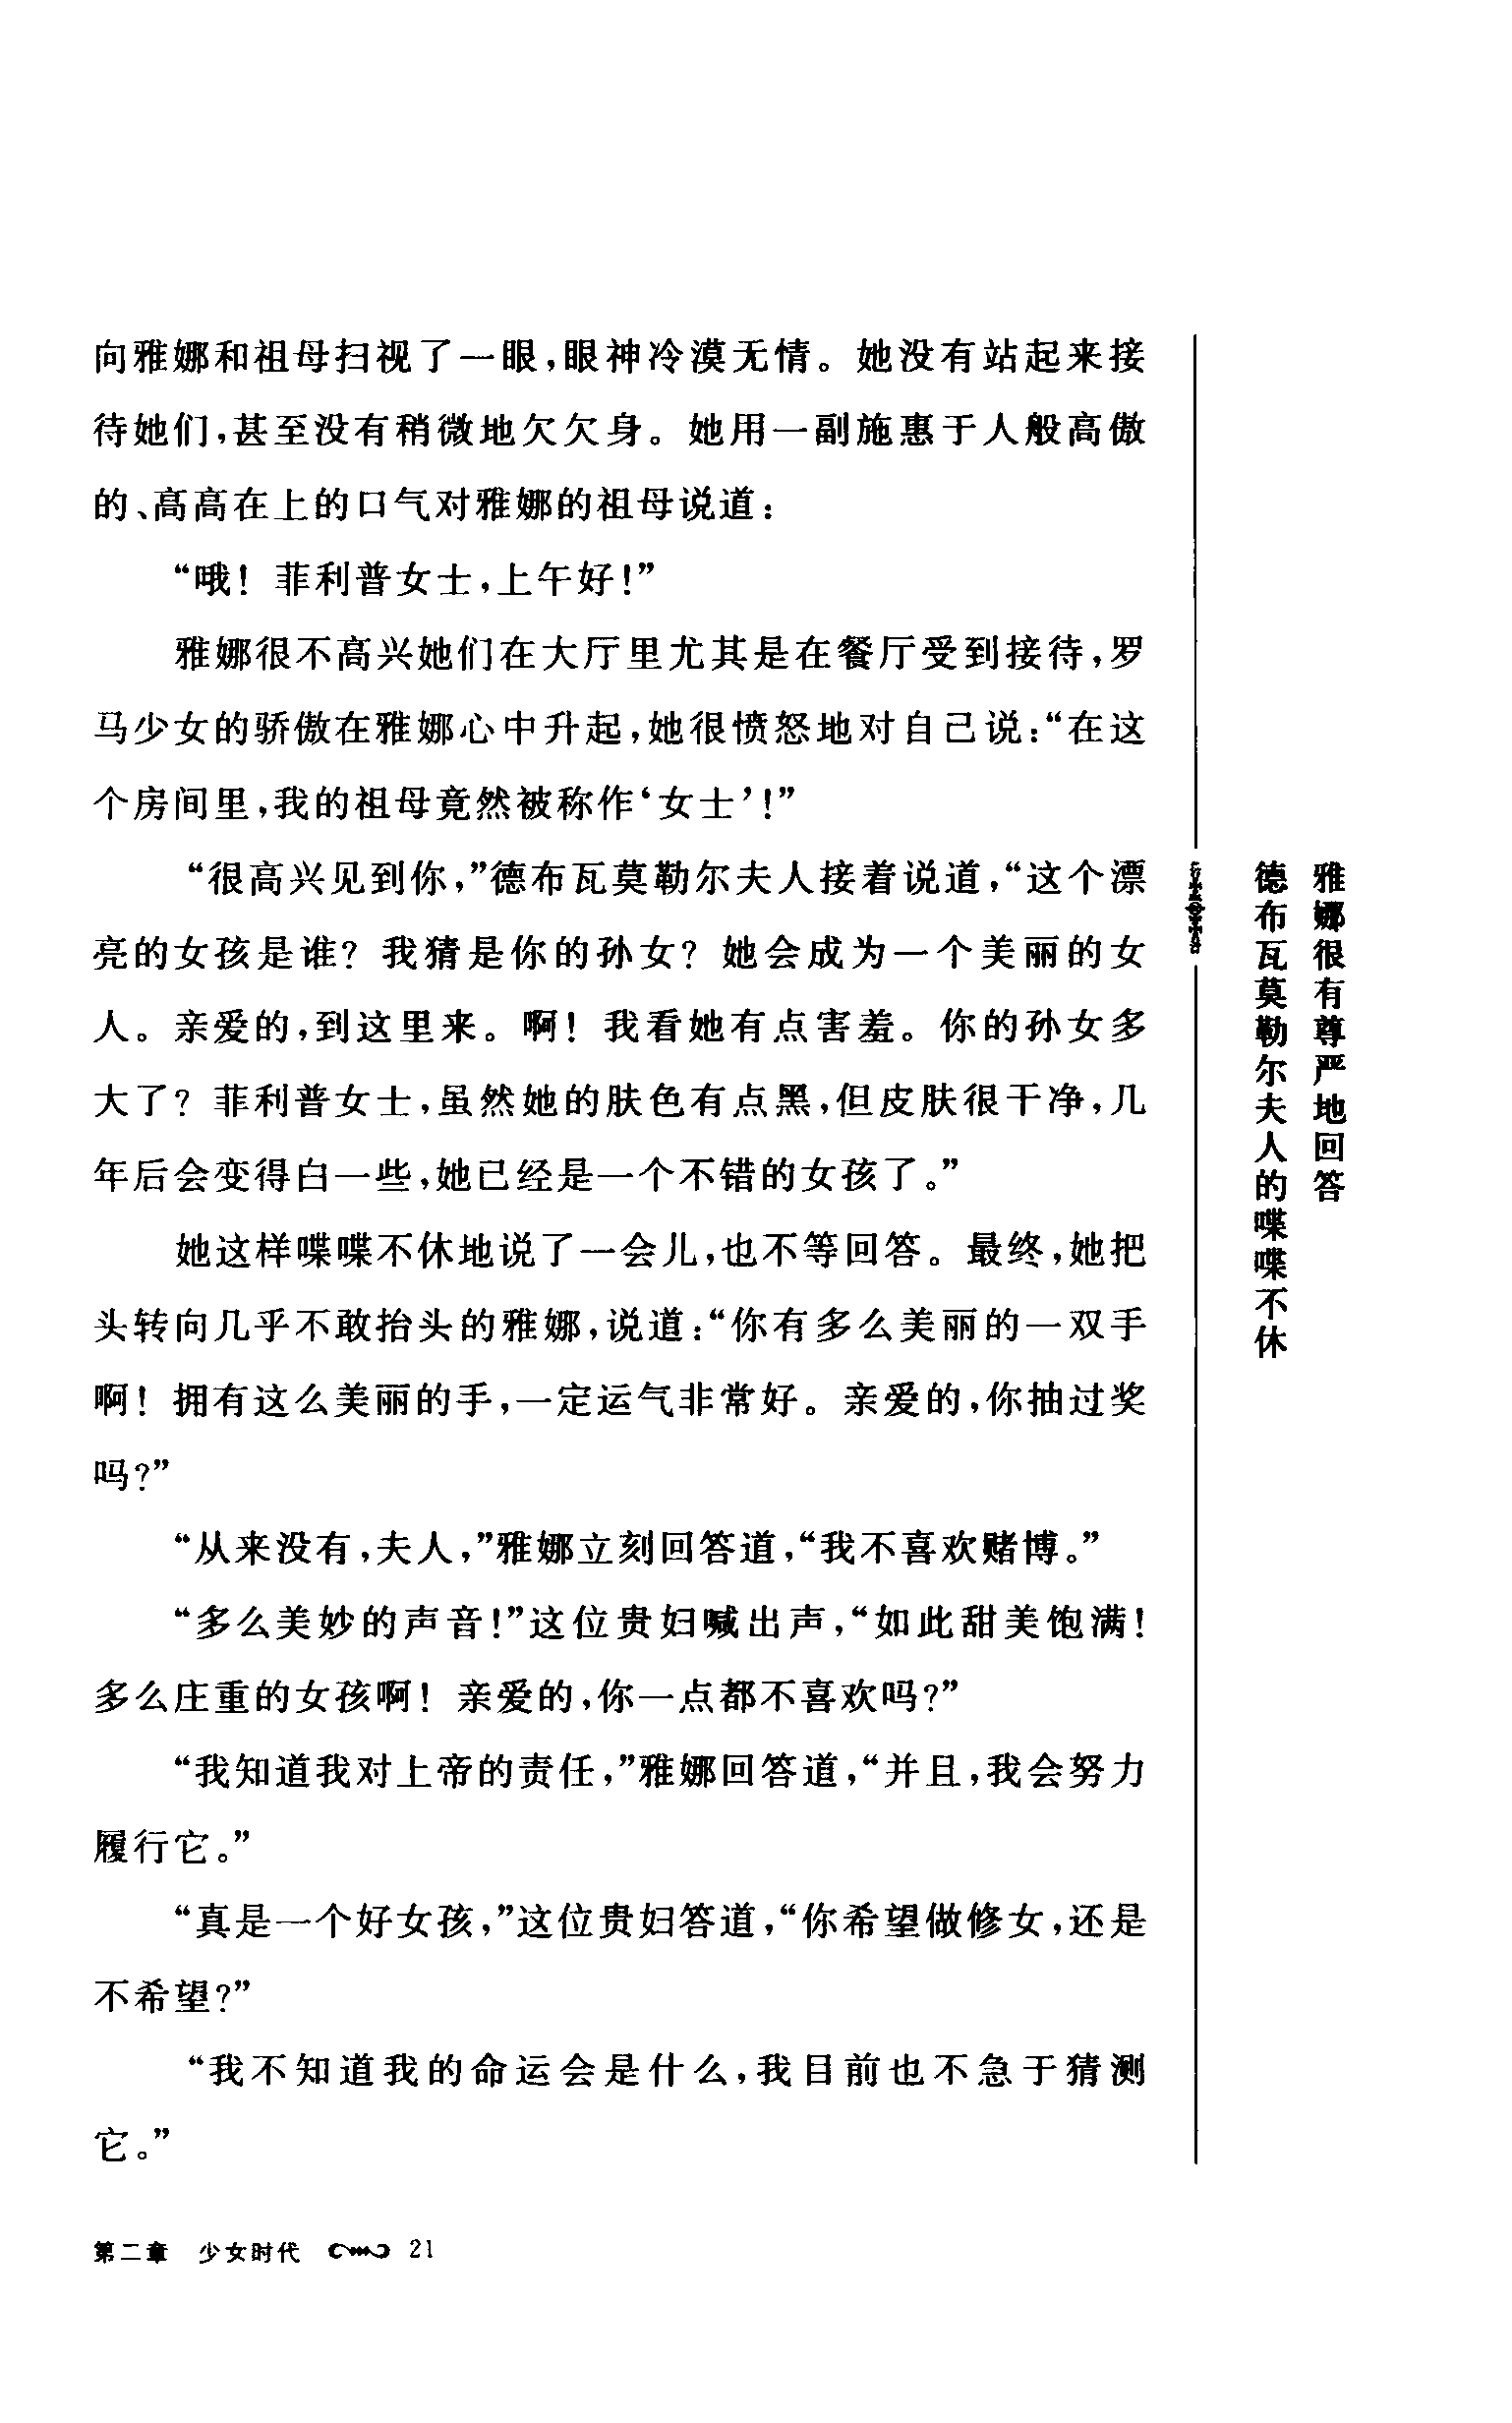 向雅娜和祖母扫视了一眼，眼神冷漠无情。她没有站起来接
待她们，甚至没有稍微地欠欠身。她用一副施惠于人般高傲
的、高高在上的口气对雅娜的祖母说道：
“哦！菲利普女士，上午好！”
雅娜很不高兴她们在大厅里尤其是在餐厅受到接待，罗
马少女的骄傲在雅娜心中升起，她很愤怒地对自己说：“在这
个房间里，我的祖母竟然被称作‘女士’！”
“很高兴见到你，”德布瓦莫勒尔夫人接着说道，“这个漂
亮的女孩是谁？我猜是你的孙女？她会成为一个美丽的女
人。亲爱的，到这里来。啊！我看她有点害羞。你的孙女多
大了？菲利普女士，虽然她的肤色有点黑，但皮肤很干净，几
年后会变得白一些，她已经是一个不错的女孩了。”
她这样喋喋不休地说了一会儿，也不等回答。最终，她把
头转向几乎不敢抬头的雅娜，说道：“你有多么美丽的一双手
啊！拥有这么美丽的手，一定运气非常好。亲爱的，你抽过奖
吗？”
“从来没有，夫人，”雅娜立刻回答道，“我不喜欢赌博。”
“多么美妙的声音！”这位贵妇喊出声，“如此甜美饱满！
多么庄重的女孩啊！亲爱的，你一点都不喜欢吗？”
“我知道我对上帝的责任，”雅娜回答道，“并且，我会努力
履行它。”
“真是一个好女孩，”这位贵妇答道，“你希望做修女，还是
不希望？”
“我不知道我的命运会是什么，我目前也不急于猜测
它。”
雅娜很有尊严地回答
德布瓦莫勒尔夫人的喋喋不休
第二章 少女时代 21